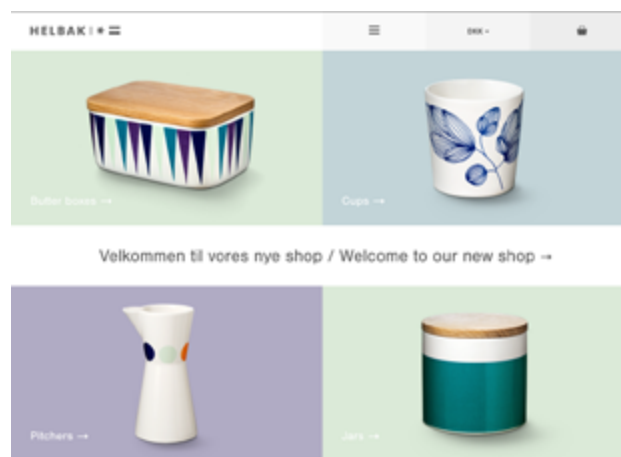 HELBAK
DKK
Butter boxes →
Cups →
Velkommen til vores nye shop / Welcome to our new shop →
Pitchers →
Jars →